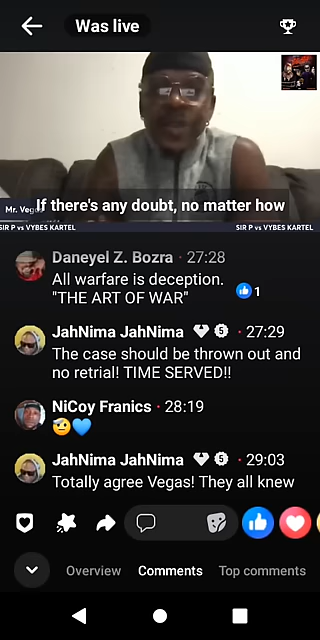 Was live
If there's any doubt, no matter how
Mr. Vegas
SIR P vs VYBES KARTEL
SIR P vs VYBES KARTEL
Daneyel Z. Bozra · 27:28
All warfare is deception.
"THE ART OF WAR"
1
JahNima JahNima 5 · 27:29
The case should be thrown out and
no retrial! TIME SERVED!!
NiCoy Franics · 28:19
🫡💙
JahNima JahNima 5 · 29:03
Totally agree Vegas! They all knew
Overview Comments Top comments